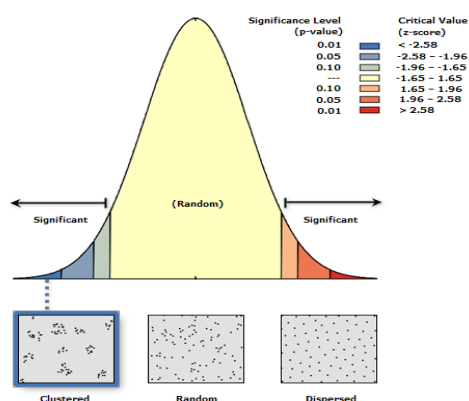 Significance Level Critical Value
(p-value) (z-score)
0.01 < -2.58
0.05 -2.58 – -1.96
0.10 -1.96 – -1.65
--- -1.65 – 1.65
0.10 1.65 – 1.96
0.05 1.96 – 2.58
0.01 > 2.58
(Random)
Significant Significant
Clustered Random Dispersed